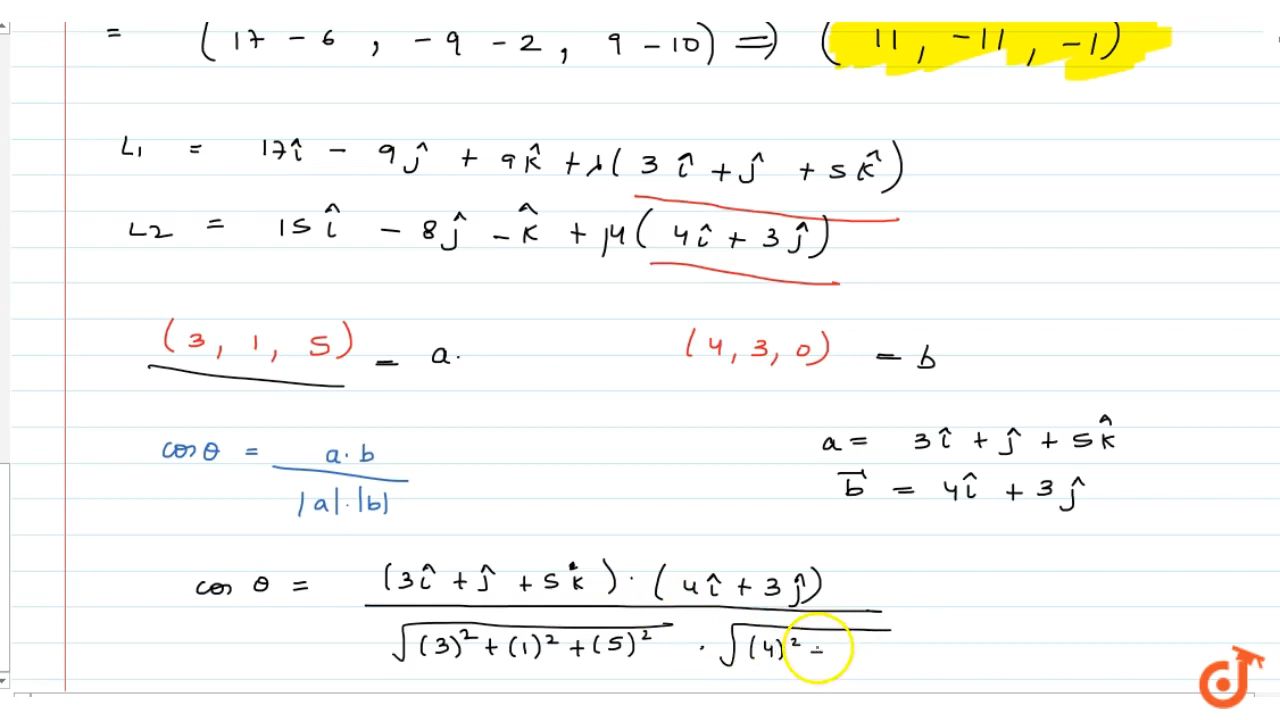 = (17 - 6 , - 9 - 2 , 9 - 10) ⇒ (11 , -11 , -1)
L1 = 17î - 9ĵ + 9k̂ + λ(3î + ĵ + 5k̂)
L2 = 15î - 8ĵ - k̂ + μ(4î + 3ĵ)
(3, 1, 5) = a. (4, 3, 0) = b
cosθ = a·b / |a|·|b|
a = 3î + ĵ + 5k̂
b⃗ = 4î + 3ĵ
cos θ = (3î + ĵ + 5k̂) · (4î + 3ĵ)
√(3)² + (1)² + (5)² . √(4)² +